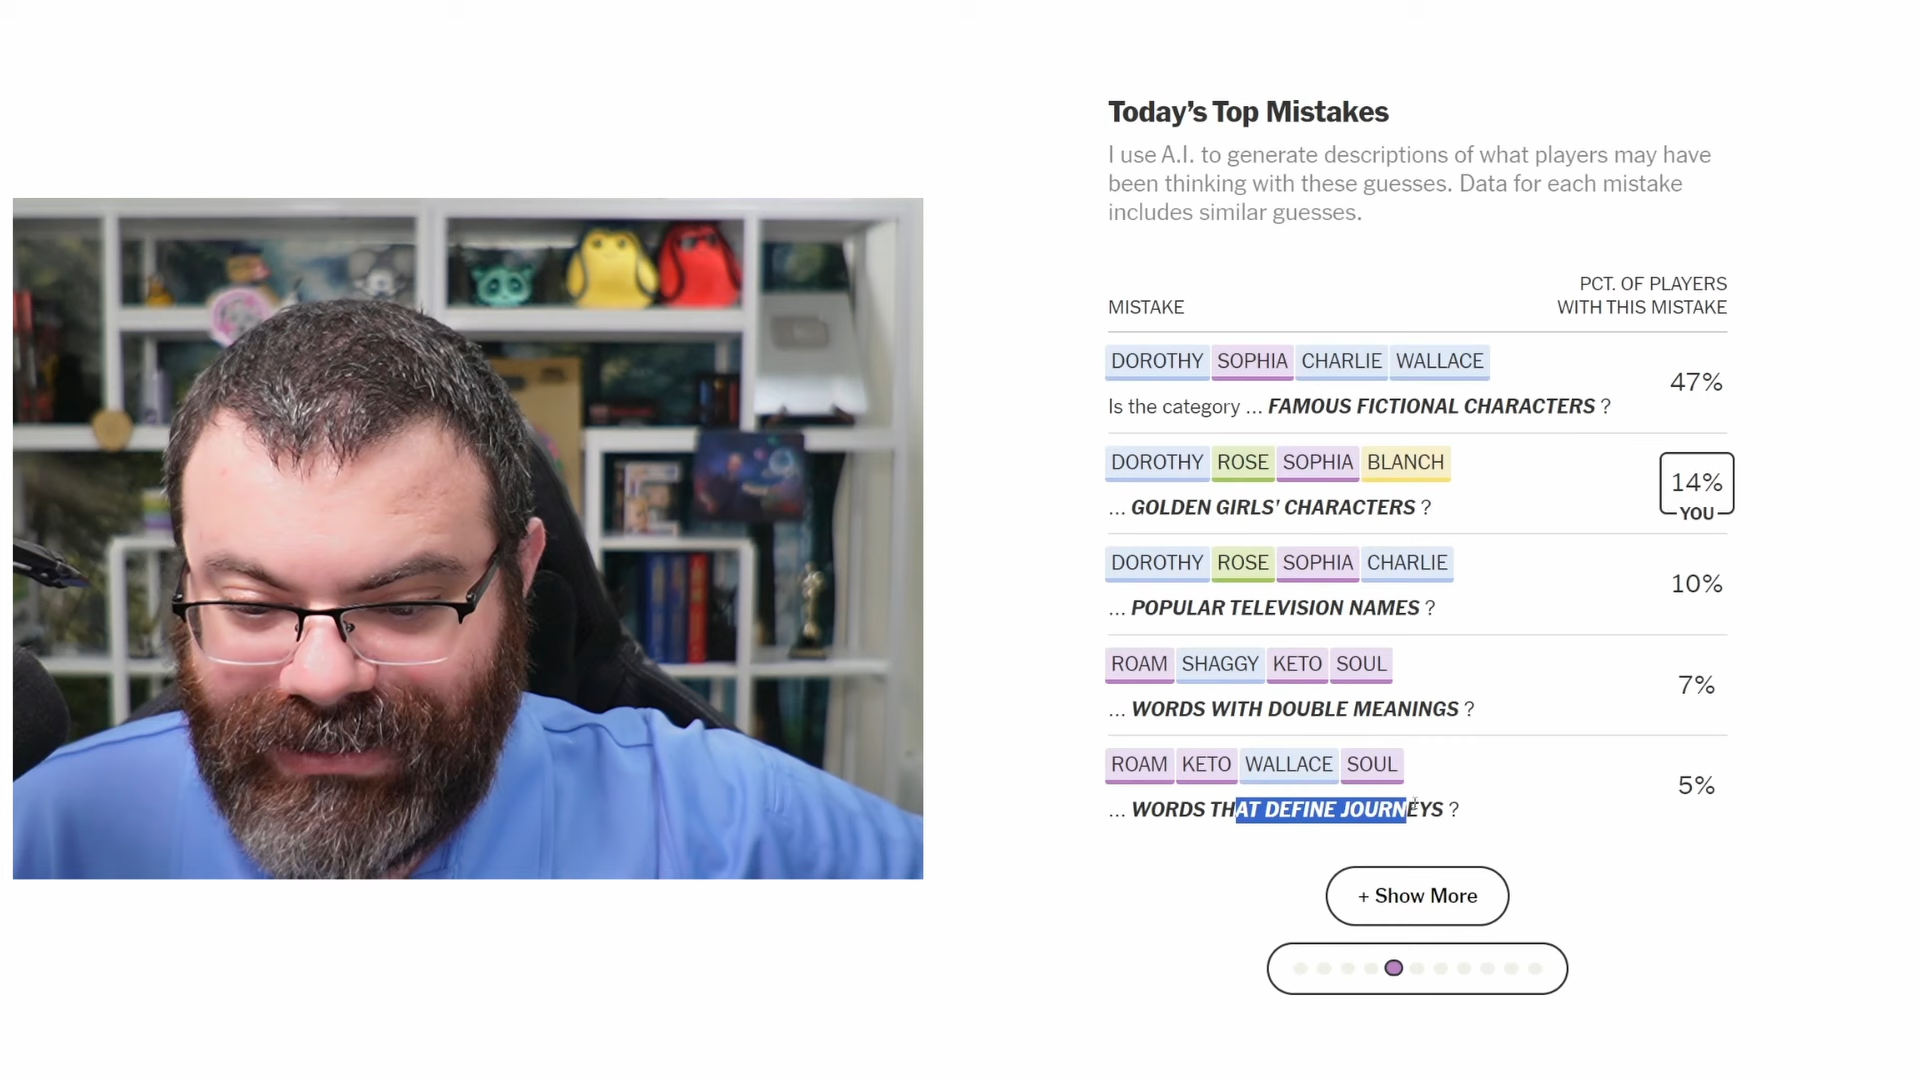 Today's Top Mistakes
I use A.I. to generate descriptions of what players may have
been thinking with these guesses. Data for each mistake
includes similar guesses.
MISTAKE
PCT. OF PLAYERS
WITH THIS MISTAKE
DOROTHY SOPHIA CHARLIE WALLACE
47%
Is the category ... FAMOUS FICTIONAL CHARACTERS ?
DOROTHY ROSE SOPHIA BLANCH
14%
YOU
... GOLDEN GIRLS' CHARACTERS ?
DOROTHY ROSE SOPHIA CHARLIE
10%
... POPULAR TELEVISION NAMES ?
ROAM SHAGGY KETO SOUL
7%
... WORDS WITH DOUBLE MEANINGS ?
ROAM KETO WALLACE SOUL
5%
... WORDS THAT DEFINE JOURNEYS ?
+ Show More